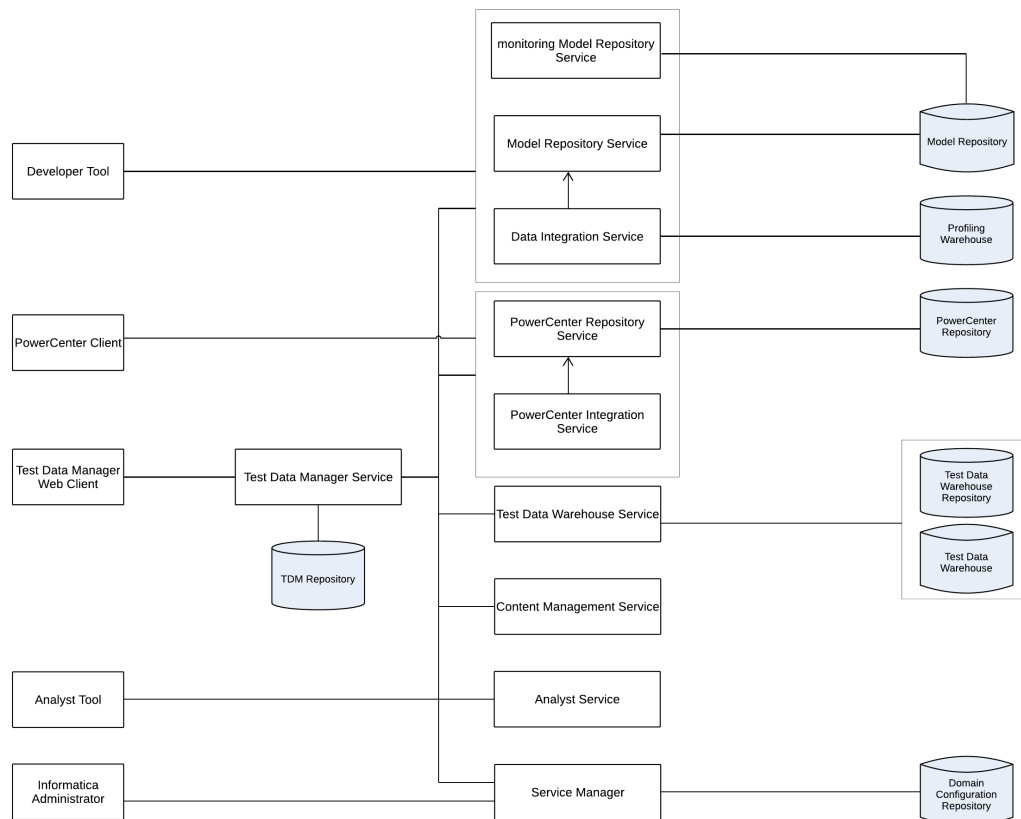 monitoring Model Repository
Service
Model Repository Service
Model Repository
Developer Tool
Data Integration Service
Profiling
Warehouse
PowerCenter Client
PowerCenter Repository
Service
PowerCenter
Repository
PowerCenter Integration
Service
Test Data Manager
Web Client
Test Data Manager Service
Test Data
Warehouse
Repository
Test Data Warehouse Service
Test Data
Warehouse
TDM Repository
Content Management Service
Analyst Tool
Analyst Service
Informatica
Administrator
Service Manager
Domain
Configuration
Repository